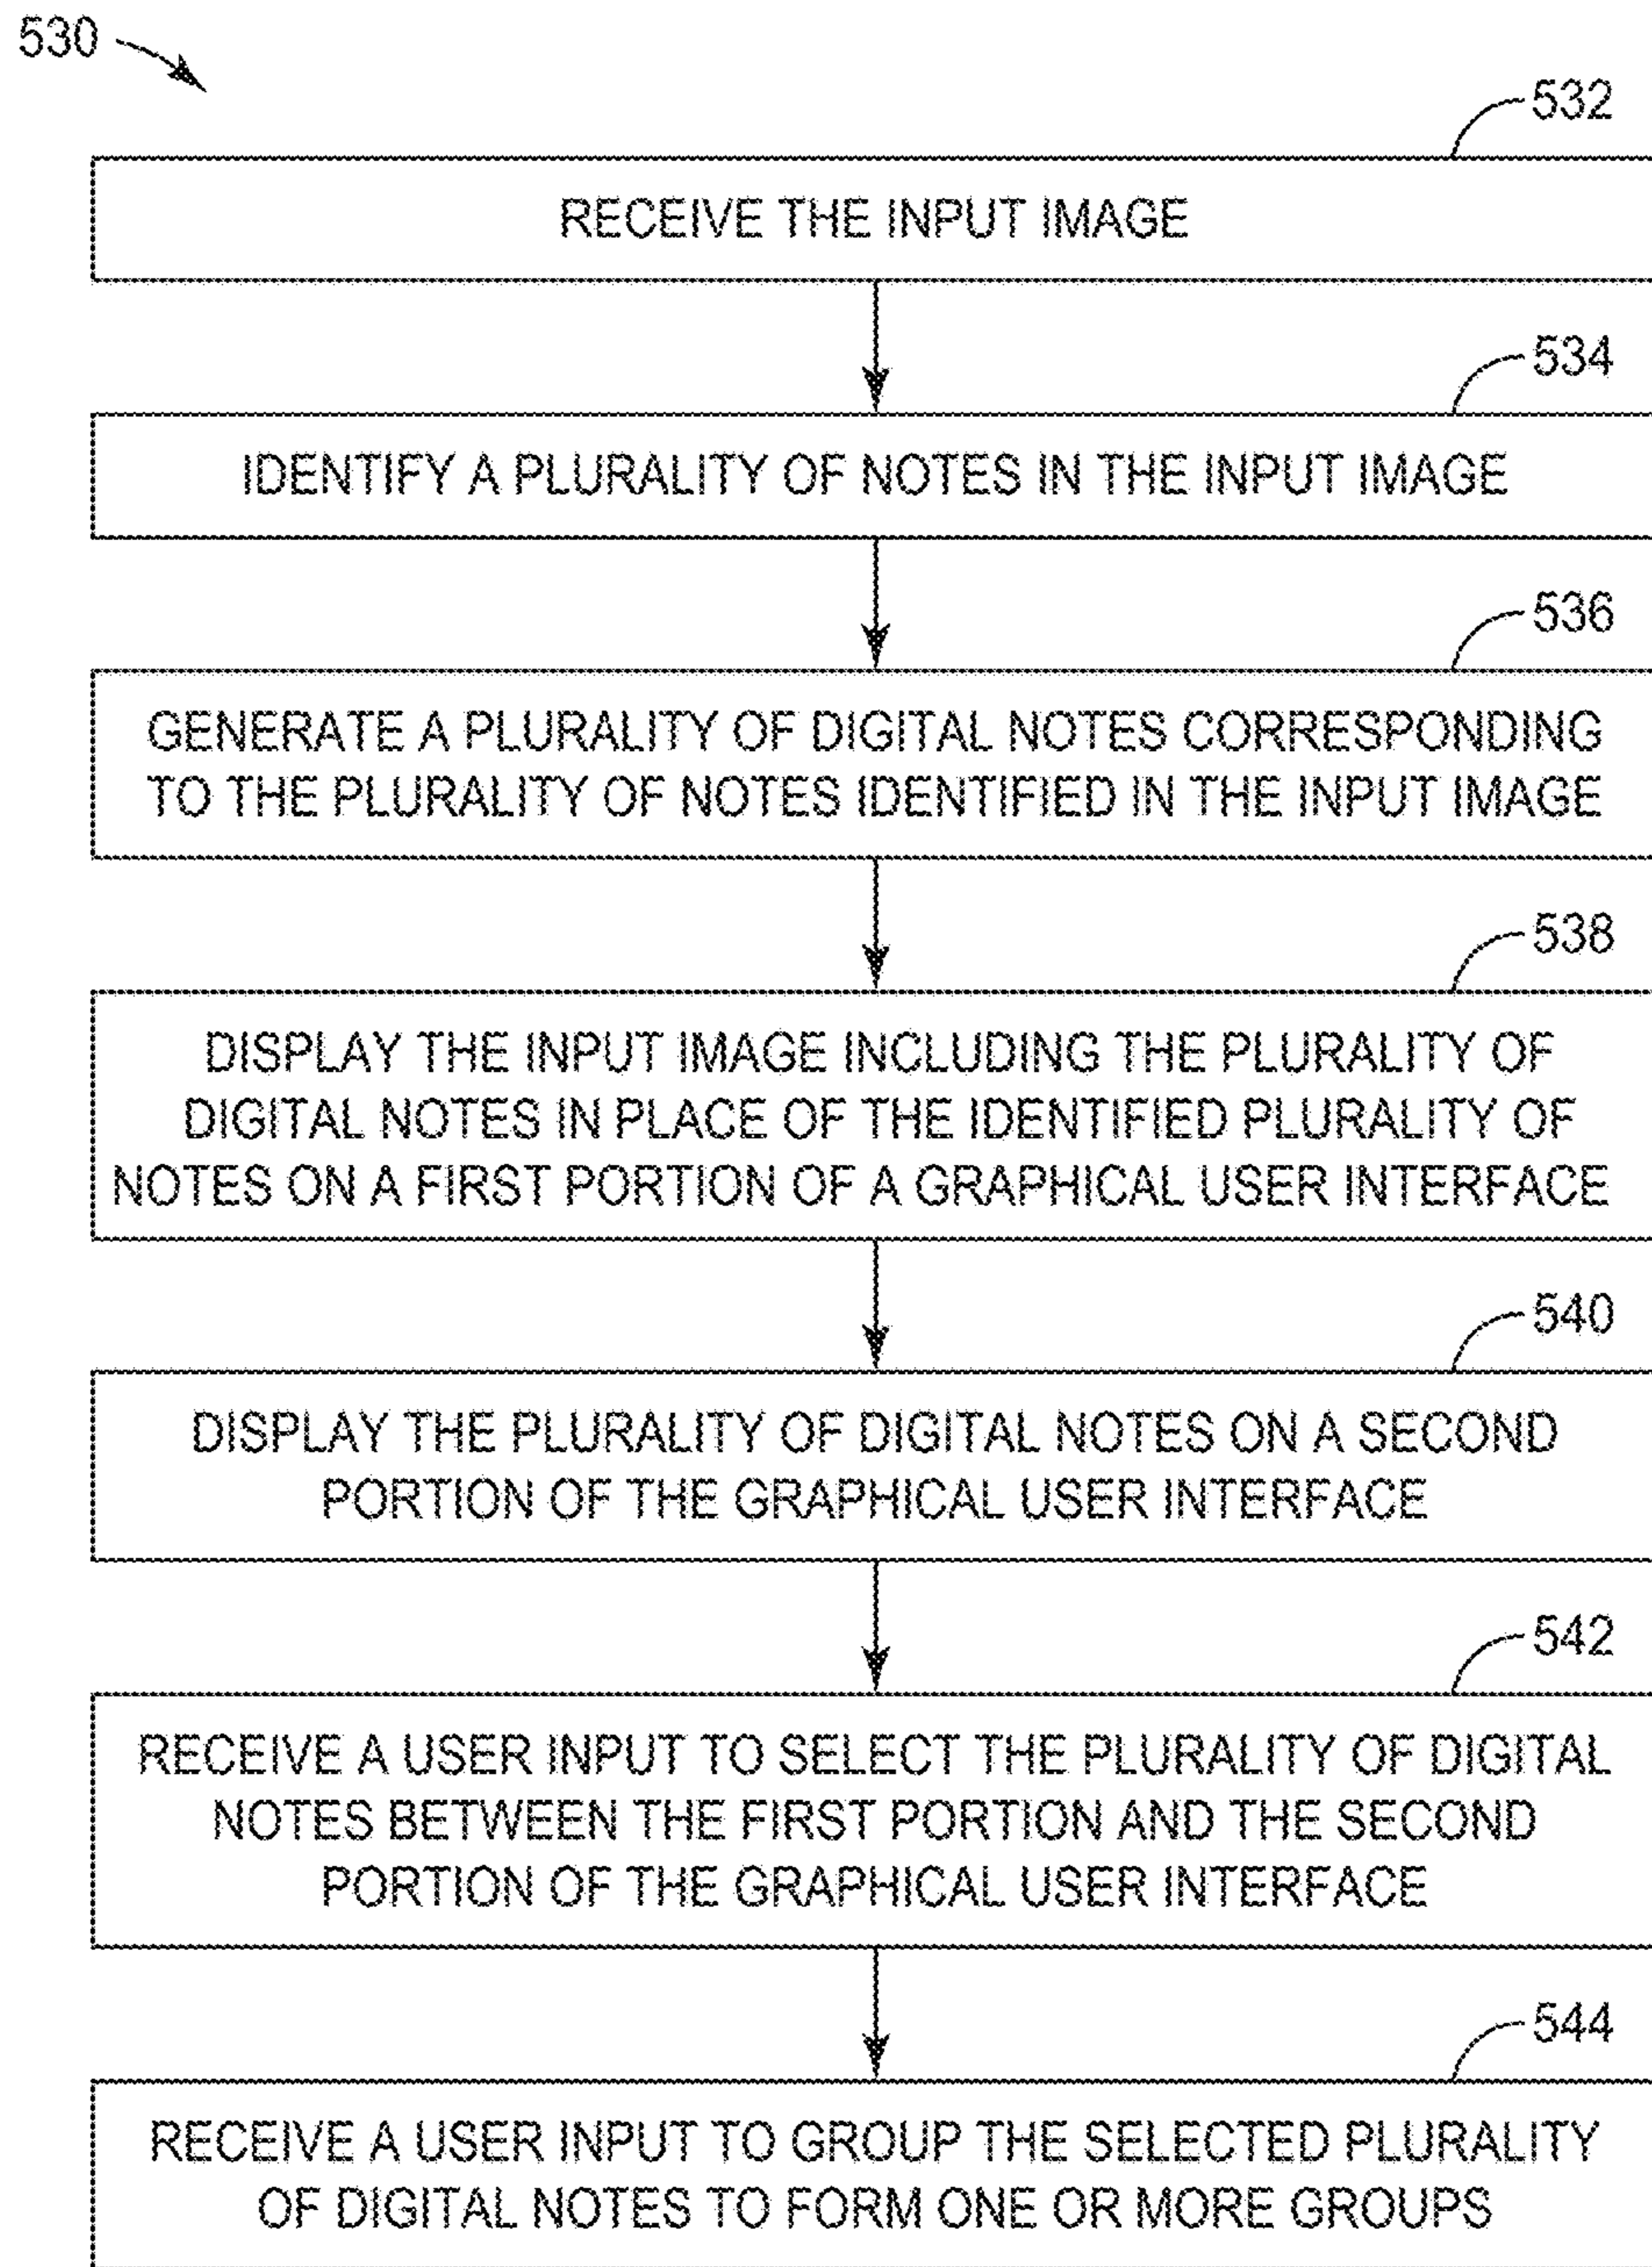 530
532
RECEIVE THE INPUT IMAGE
534
IDENTIFY A PLURALITY OF NOTES IN THE INPUT IMAGE
536
GENERATE A PLURALITY OF DIGITAL NOTES CORRESPONDING
TO THE PLURALITY OF NOTES IDENTIFIED IN THE INPUT IMAGE
538
DISPLAY THE INPUT IMAGE INCLUDING THE PLURALITY OF
DIGITAL NOTES IN PLACE OF THE IDENTIFIED PLURALITY OF
NOTES ON A FIRST PORTION OF A GRAPHICAL USER INTERFACE
540
DISPLAY THE PLURALITY OF DIGITAL NOTES ON A SECOND
PORTION OF THE GRAPHICAL USER INTERFACE
542
RECEIVE A USER INPUT TO SELECT THE PLURALITY OF DIGITAL
NOTES BETWEEN THE FIRST PORTION AND THE SECOND
PORTION OF THE GRAPHICAL USER INTERFACE
544
RECEIVE A USER INPUT TO GROUP THE SELECTED PLURALITY
OF DIGITAL NOTES TO FORM ONE OR MORE GROUPS